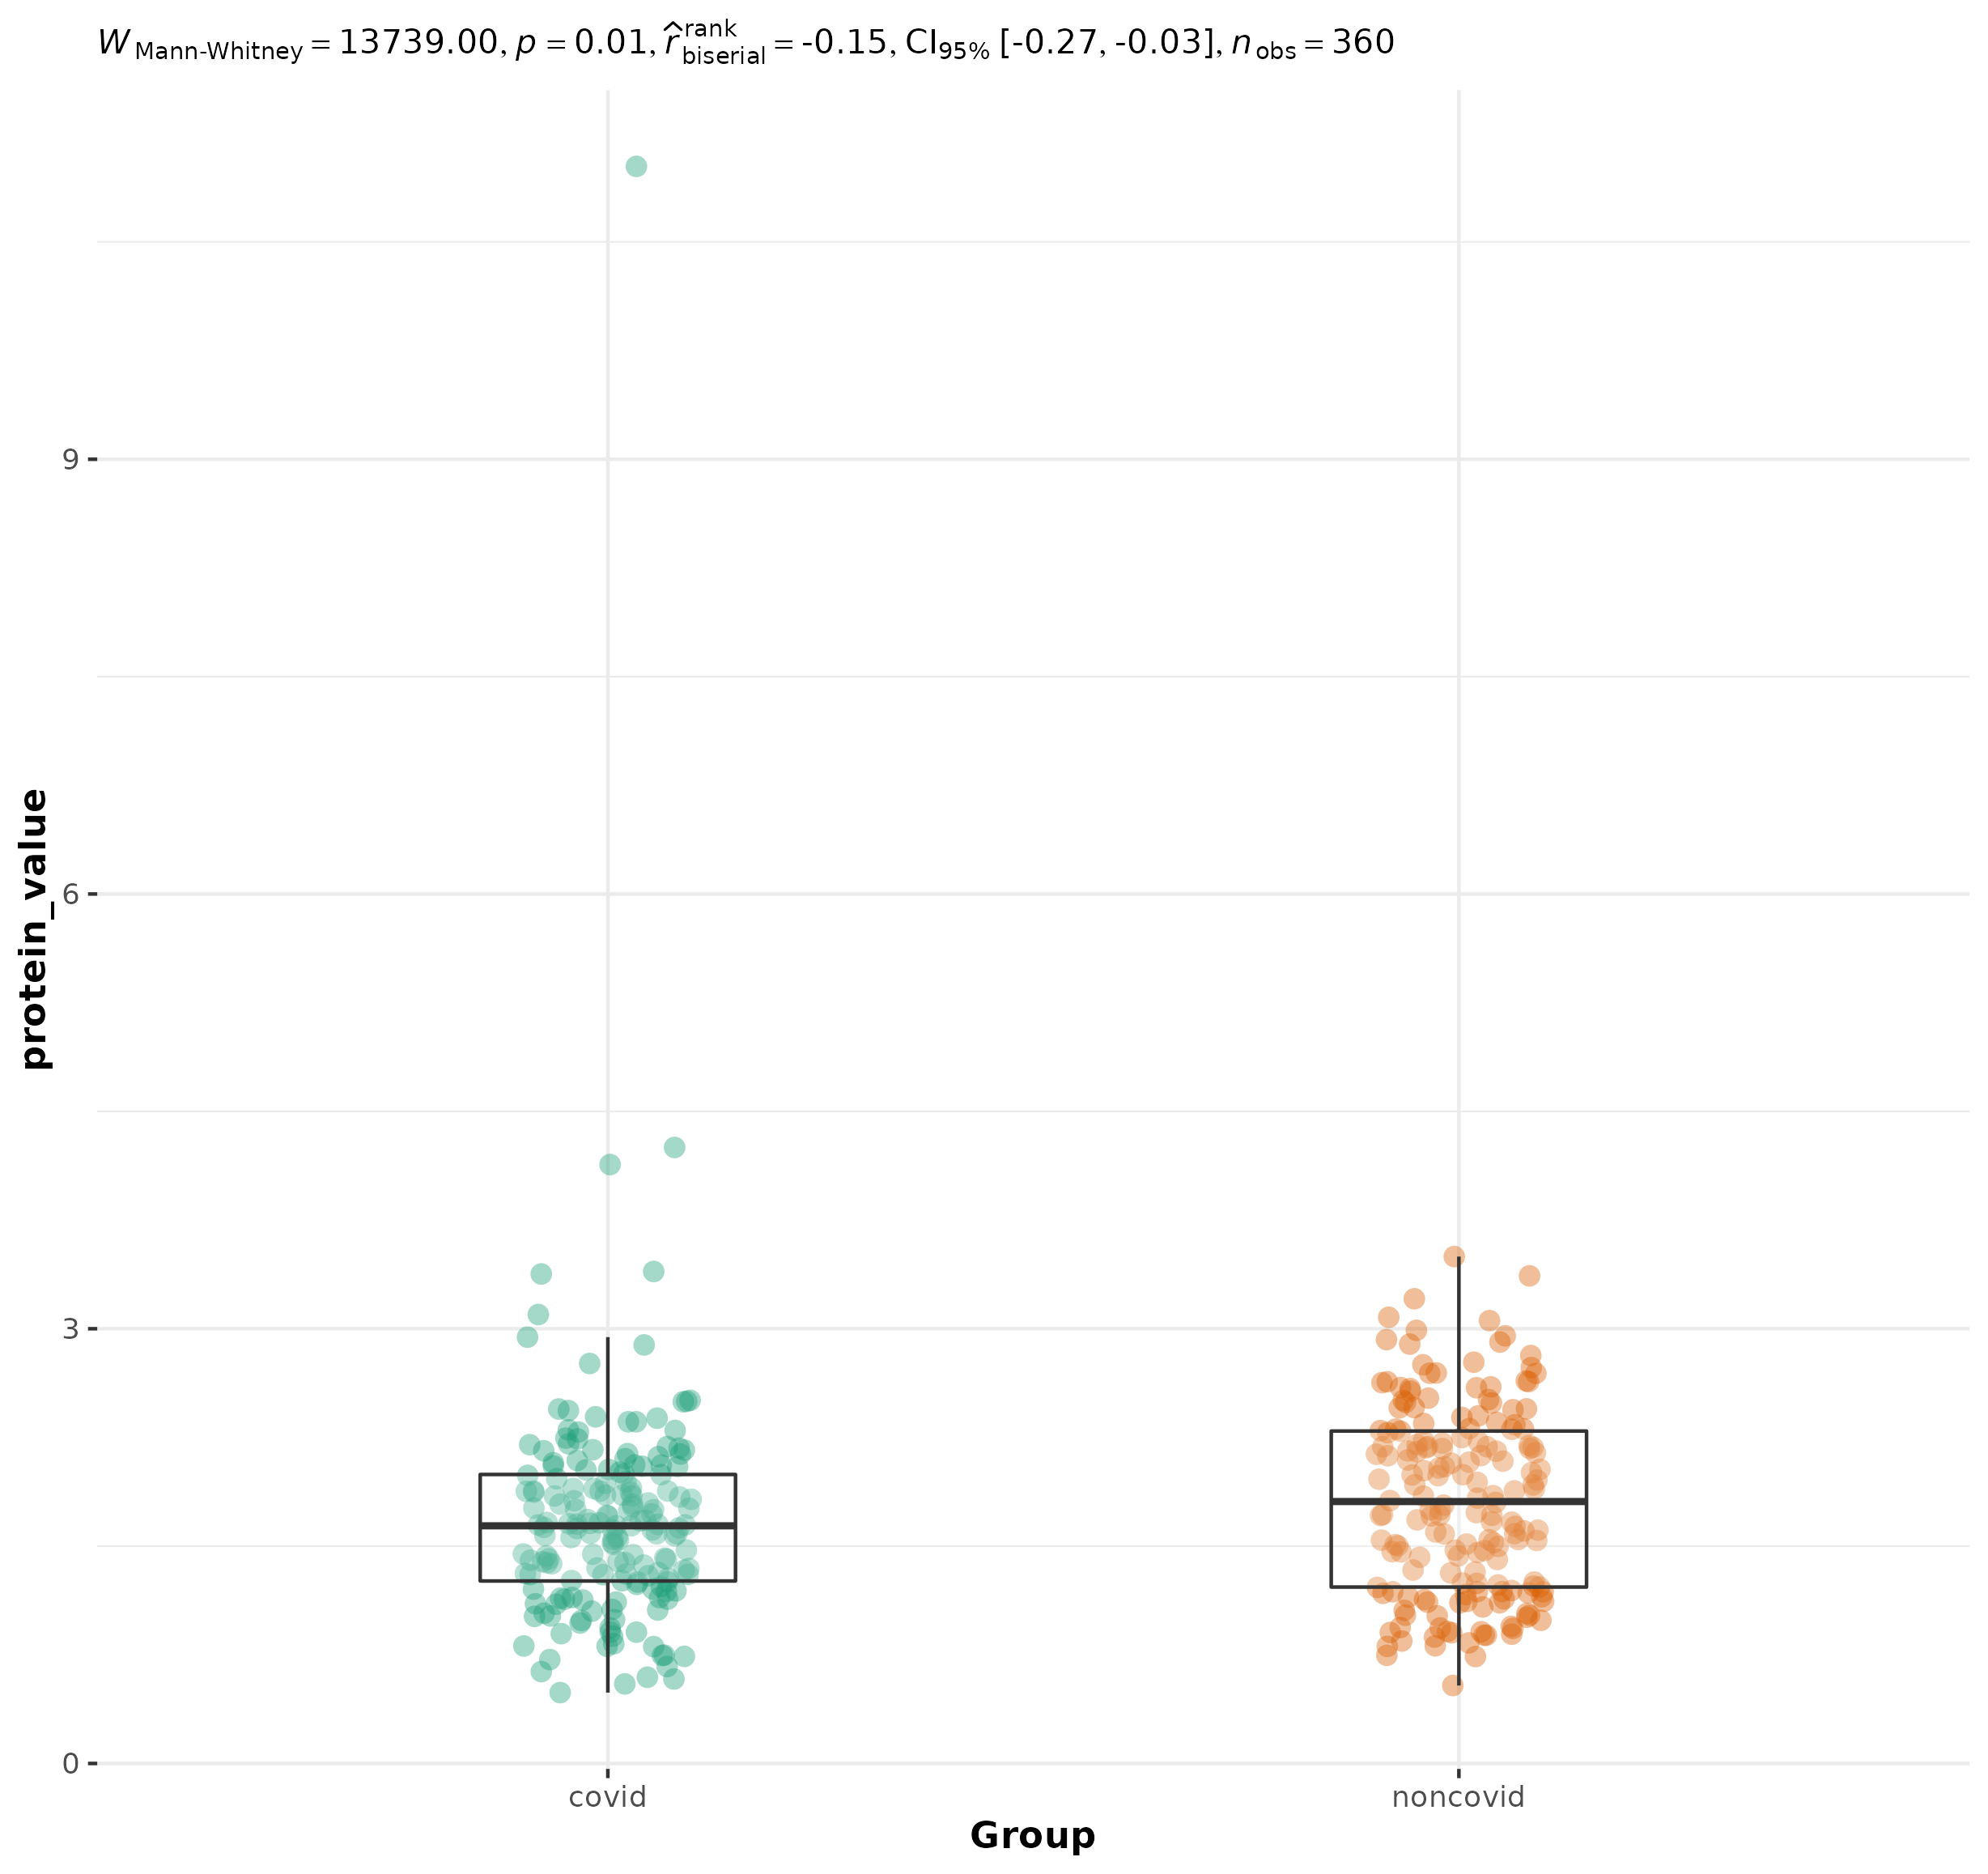 W Mann-Whitney = 13739.00, p = 0.01, r̂ rank biserial = -0.15, CI95% [-0.27, -0.03], n obs = 360
9
6
3
0
protein_value
covid noncovid
Group